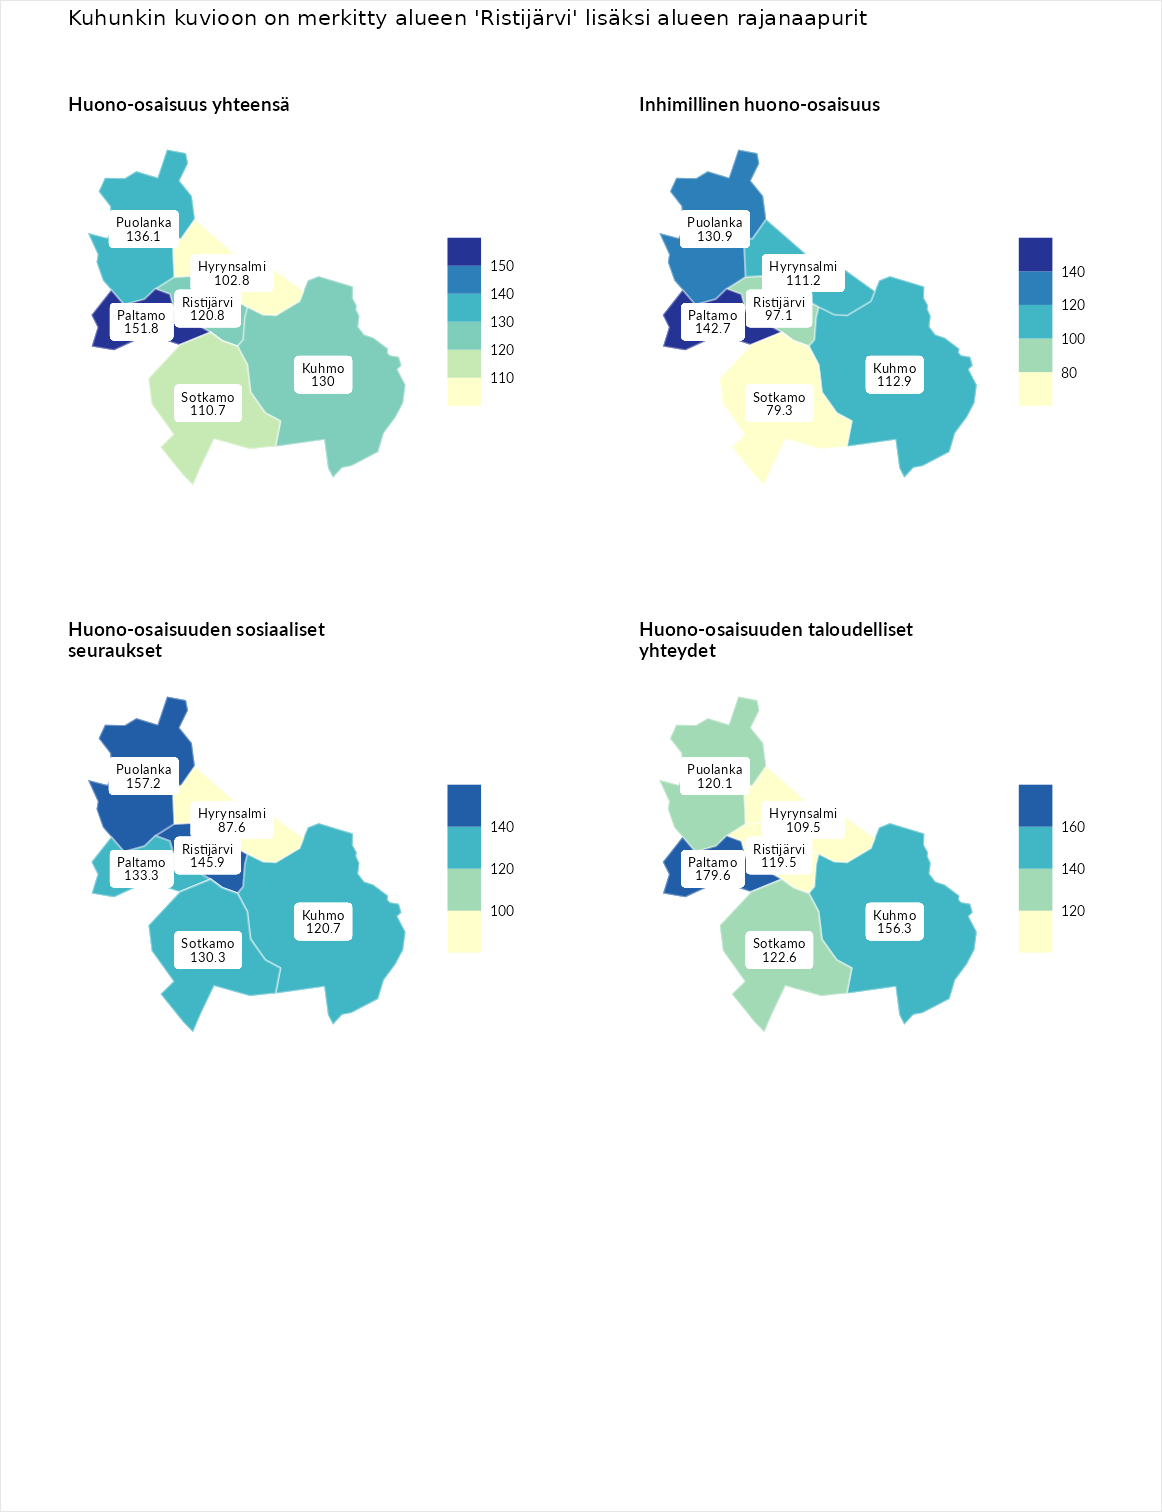 Kuhunkin kuvioon on merkitty alueen 'Ristijärvi' lisäksi alueen rajanaapurit
Huono-osaisuus yhteensä
Puolanka
136.1
Hyrynsalmi
102.8
Ristijärvi
120.8
Paltamo
151.8
Kuhmo
130
Sotkamo
110.7
150
140
130
120
110
Inhimillinen huono-osaisuus
Puolanka
130.9
Hyrynsalmi
111.2
Ristijärvi
97.1
Paltamo
142.7
Kuhmo
112.9
Sotkamo
79.3
140
120
100
80
Huono-osaisuuden sosiaaliset
seuraukset
Puolanka
157.2
Hyrynsalmi
87.6
Ristijärvi
145.9
Paltamo
133.3
Kuhmo
120.7
Sotkamo
130.3
140
120
100
Huono-osaisuuden taloudelliset
yhteydet
Puolanka
120.1
Hyrynsalmi
109.5
Ristijärvi
119.5
Paltamo
179.6
Kuhmo
156.3
Sotkamo
122.6
160
140
120